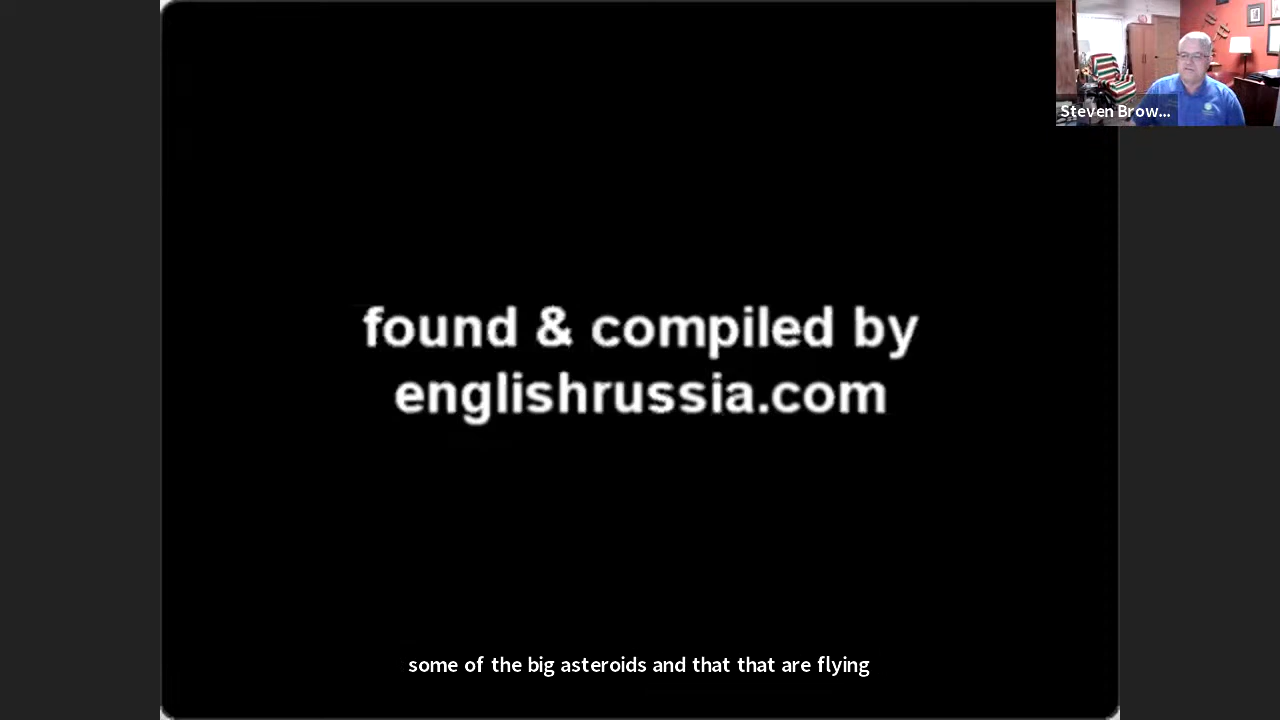 Steven Brow...
found & compiled by
englishrussia.com
some of the big asteroids and that that are flying